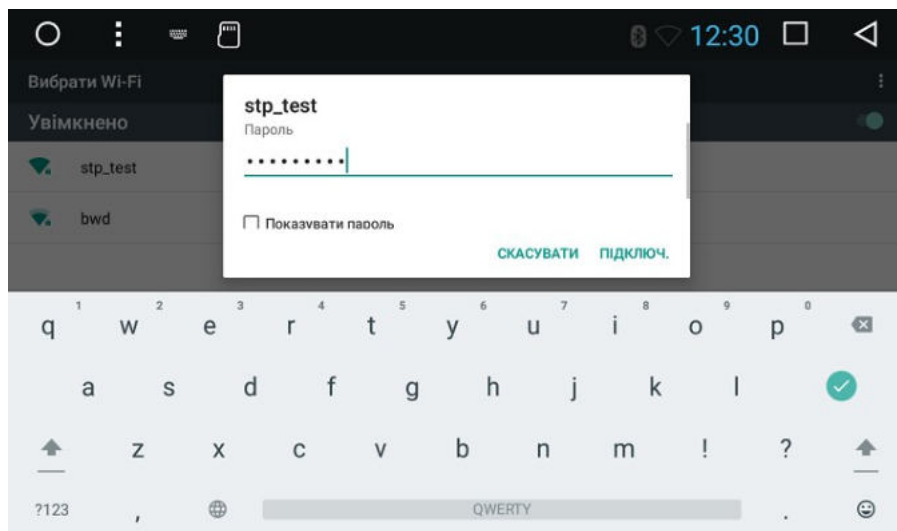 12:30
Вибрати Wi-Fi
Увімкнено
stp_test
bwd
stp_test
Пароль
•••••••••
Показувати пароль
СКАСУВАТИ ПІДКЛЮЧ.
1 2 3 4 5 6 7 8 9 0
q w e r t y u i o p
a s d f g h j k l
z x c v b n m ! ?
?123 , QWERTY .